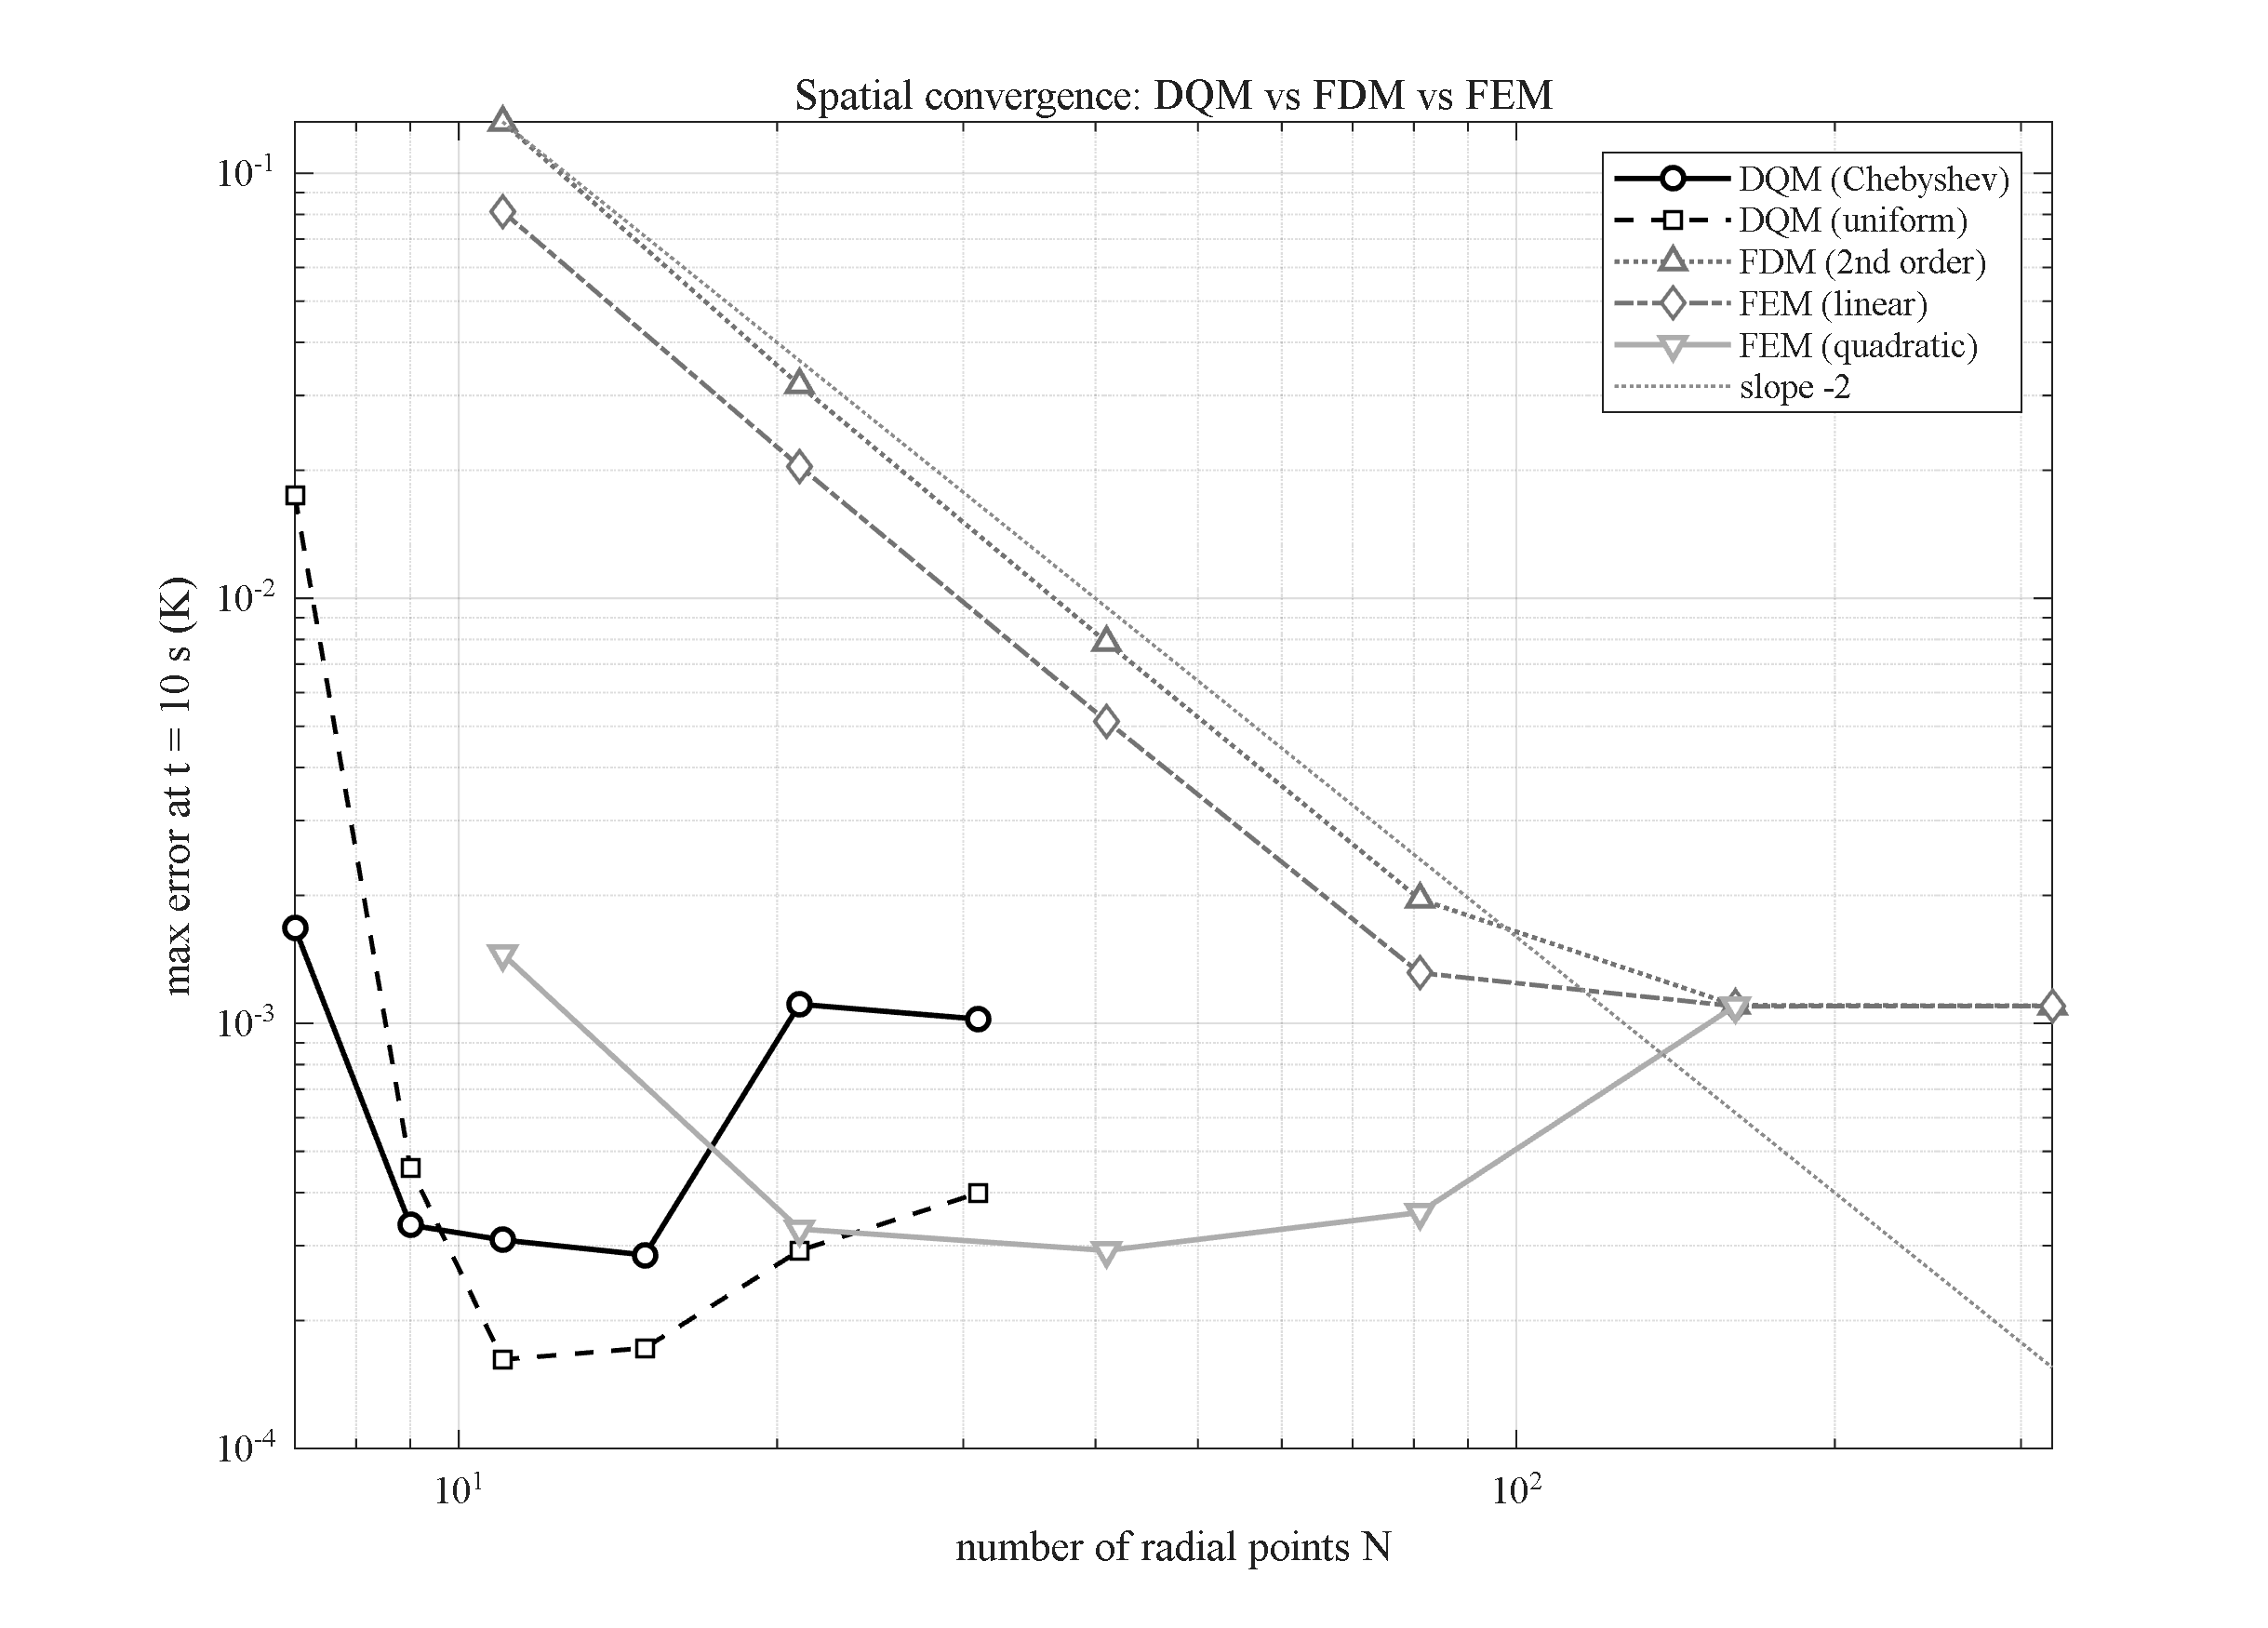 Spatial convergence: DQM vs FDM vs FEM
10^-1
10^-2
10^-3
10^-4
max error at t = 10 s (K)
DQM (Chebyshev)
DQM (uniform)
FDM (2nd order)
FEM (linear)
FEM (quadratic)
slope -2
10^1
10^2
number of radial points N